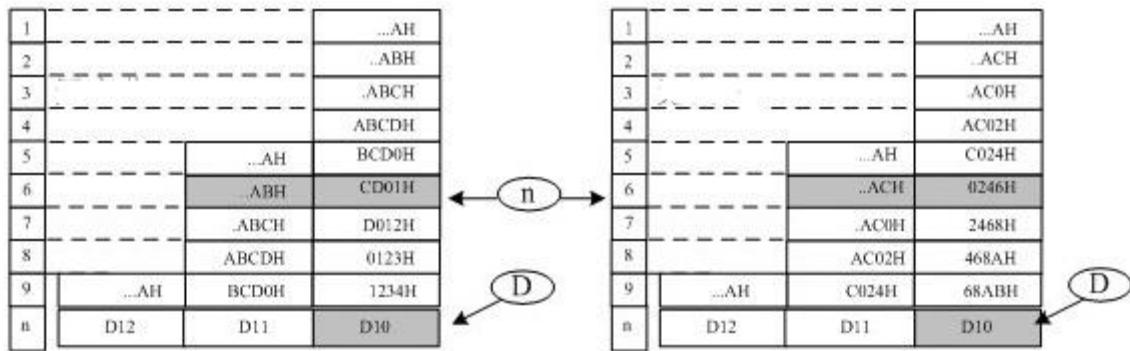 1 ...AH
2 ..ABH
3 .ABCH
4 ABCDH
5 ...AH BCD0H
6 ..ABH CD01H
7 .ABCH D012H
8 ABCDH 0123H
9 ...AH BCD0H 1234H
n D12 D11 D10
n
D
1 ...AH
2 ..ACH
3 .AC0H
4 AC02H
5 ...AH C024H
6 ..ACH 0246H
7 .AC0H 2468H
8 AC02H 468AH
9 ...AH C024H 68ABH
n D12 D11 D10
D